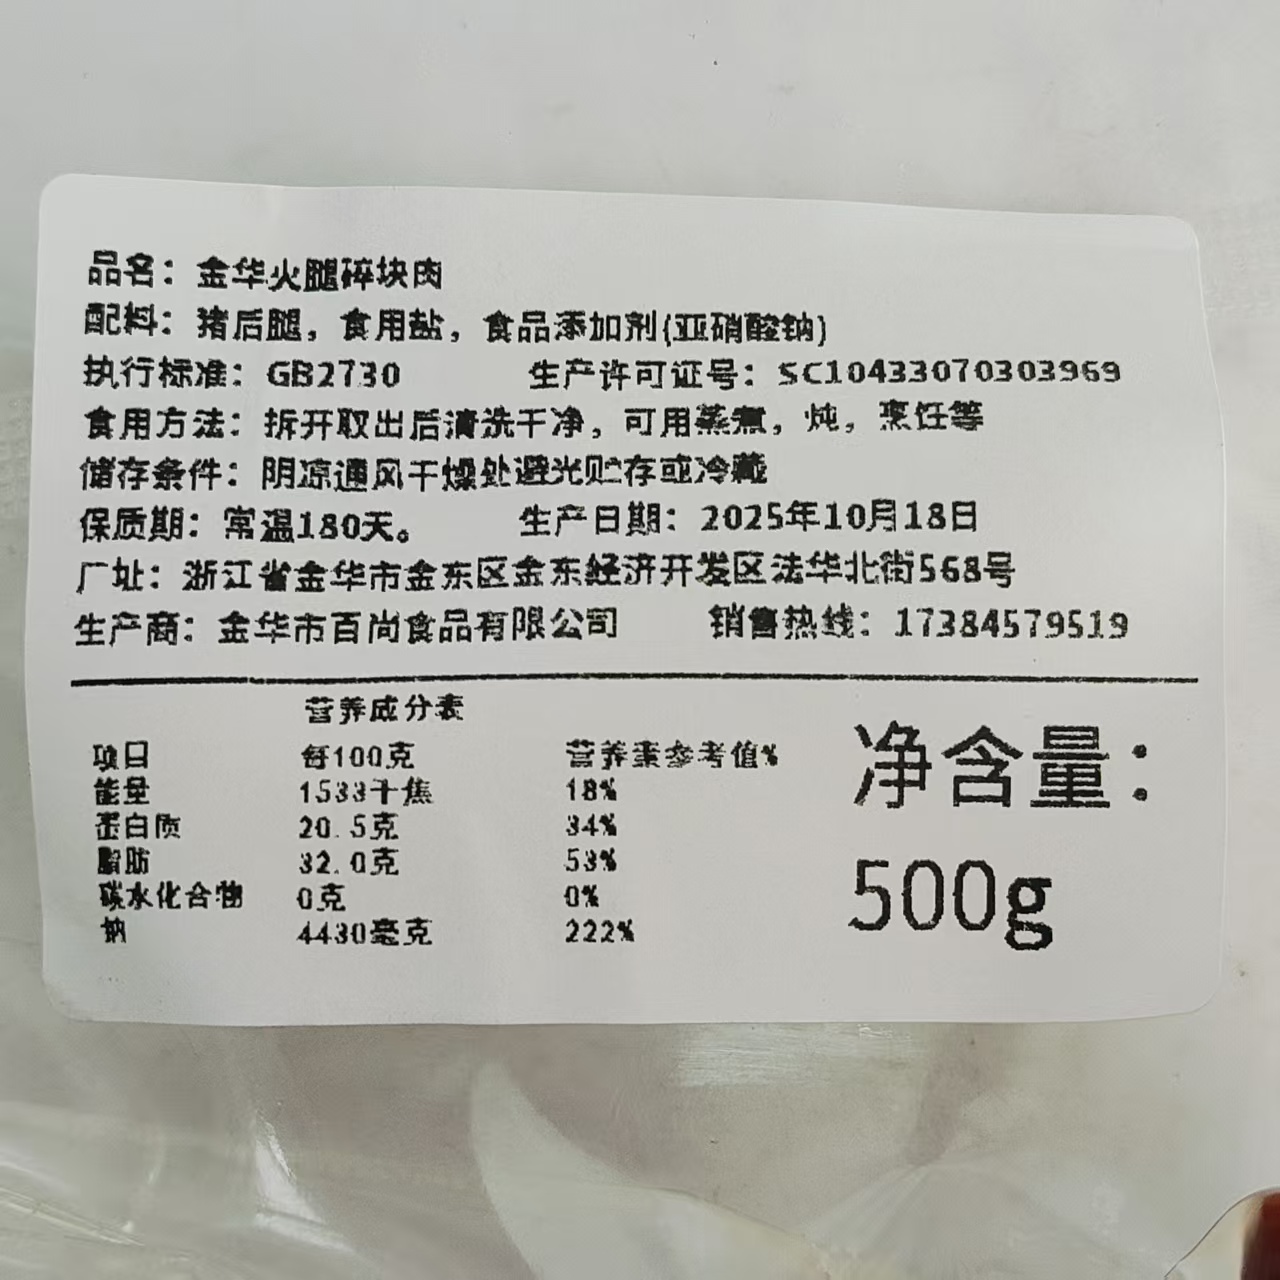 品名：金华火腿碎块肉
配料：猪后腿，食用盐，食品添加剂(亚硝酸钠)
执行标准：GB2730 生产许可证号：SC10433070303969
食用方法：拆开取出后清洗干净，可用蒸煮，炖，烹饪等
储存条件：阴凉通风干燥处避光贮存或冷藏
保质期：常温180天。 生产日期：2025年10月18日
厂址：浙江省金华市金东区金东经济开发区法华北街568号
生产商：金华市百尚食品有限公司 销售热线：17384579519
营养成分表
项目 每100克 营养素参考值%
能量 1533千焦 18%
蛋白质 20.5克 34%
脂肪 32.0克 53%
碳水化合物 0克 0%
钠 4430毫克 222%
净含量：
500g